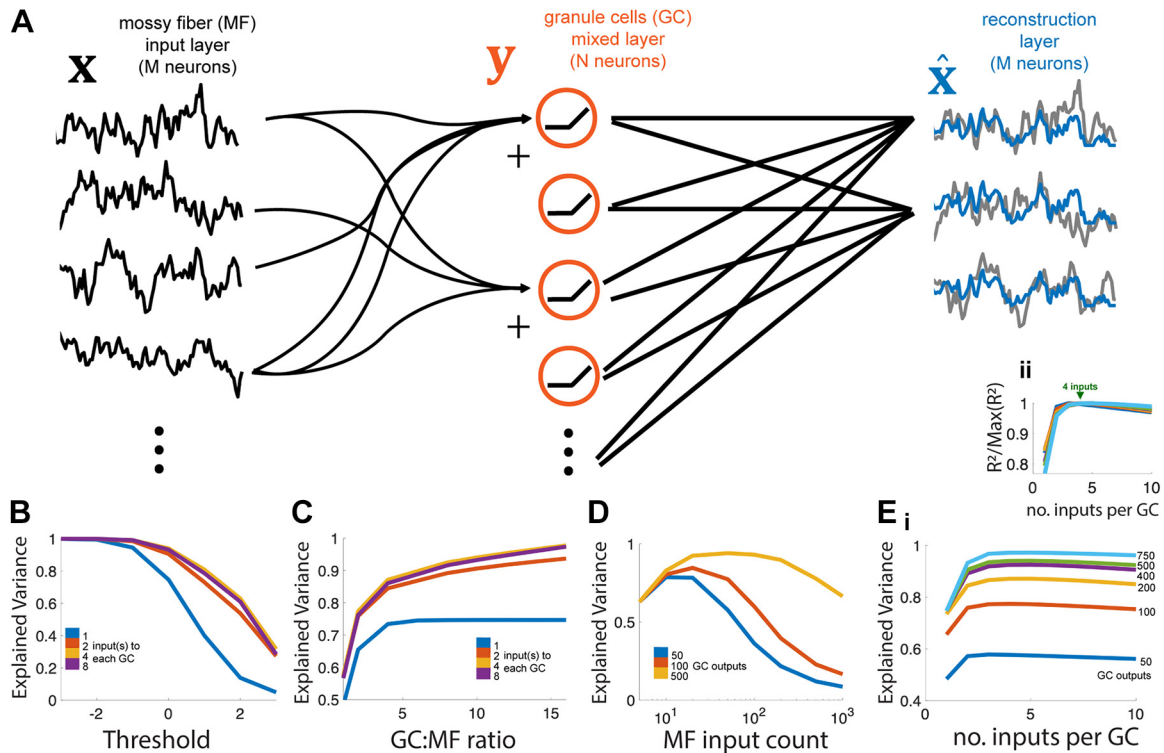 A
mossy fiber (MF)
input layer
(M neurons)
x
granule cells (GC)
mixed layer
(N neurons)
y
reconstruction
layer
(M neurons)
x̂
+
+
ii
4 inputs
R²/Max(R²)
1
0.9
0.8
0 5 10
no. inputs per GC
B
Explained Variance
1
0.8
0.6
0.4
0.2
0
1
2 input(s) to
4 each GC
8
-2 0 2
Threshold
C
Explained Variance
1
0.9
0.8
0.7
0.6
0.5
1
2 input(s) to
4 each GC
8
5 10 15
GC:MF ratio
D
Explained Variance
1
0.5
0
50
100 GC outputs
500
10¹ 10² 10³
MF input count
E i
Explained Variance
1
0.8
0.6
0.4
750
500
400
200
100
50
GC outputs
0 5 10
no. inputs per GC